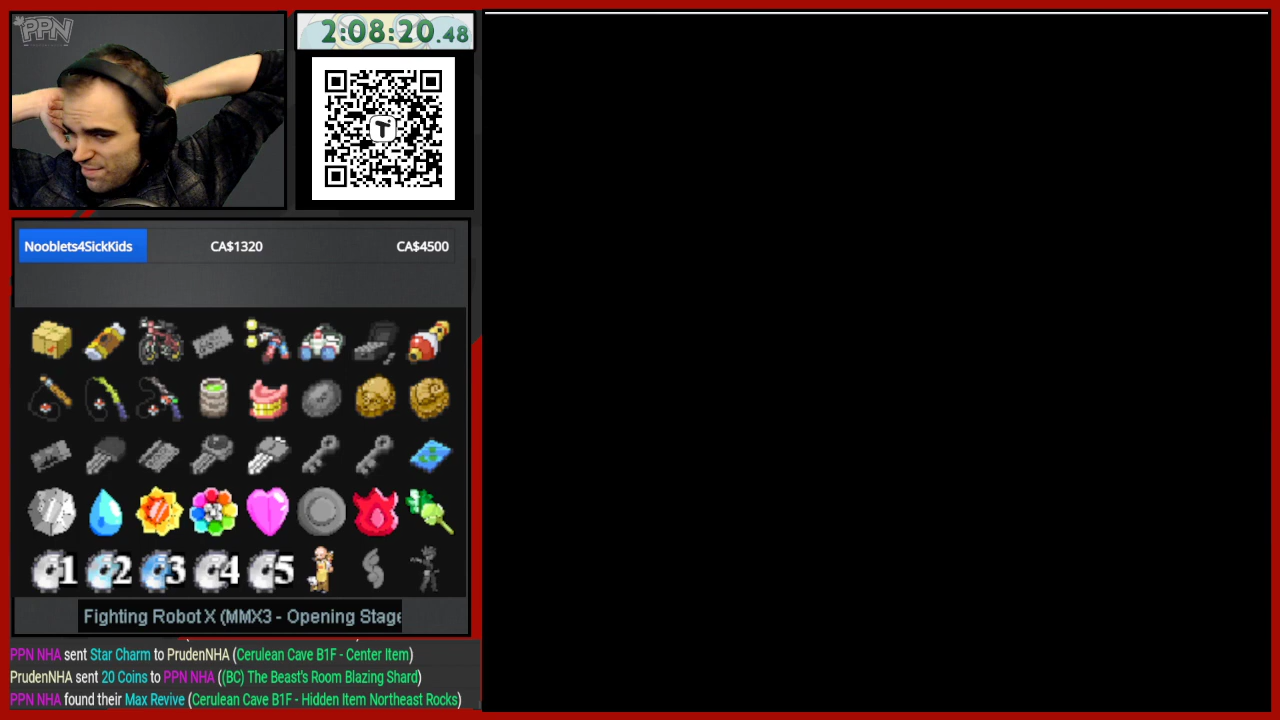 PPN
2:08:20.48
T
Nooblets4SickKids CA$1320 CA$4500
1 2 3 4 5
Fighting Robot X (MMX3 - Opening Stage
PPN NHA sent Star Charm to PrudenNHA (Cerulean Cave B1F - Center Item)
PrudenNHA sent 20 Coins to PPN NHA ((BC) The Beast's Room Blazing Shard)
PPN NHA found their Max Revive (Cerulean Cave B1F - Hidden Item Northeast Rocks)